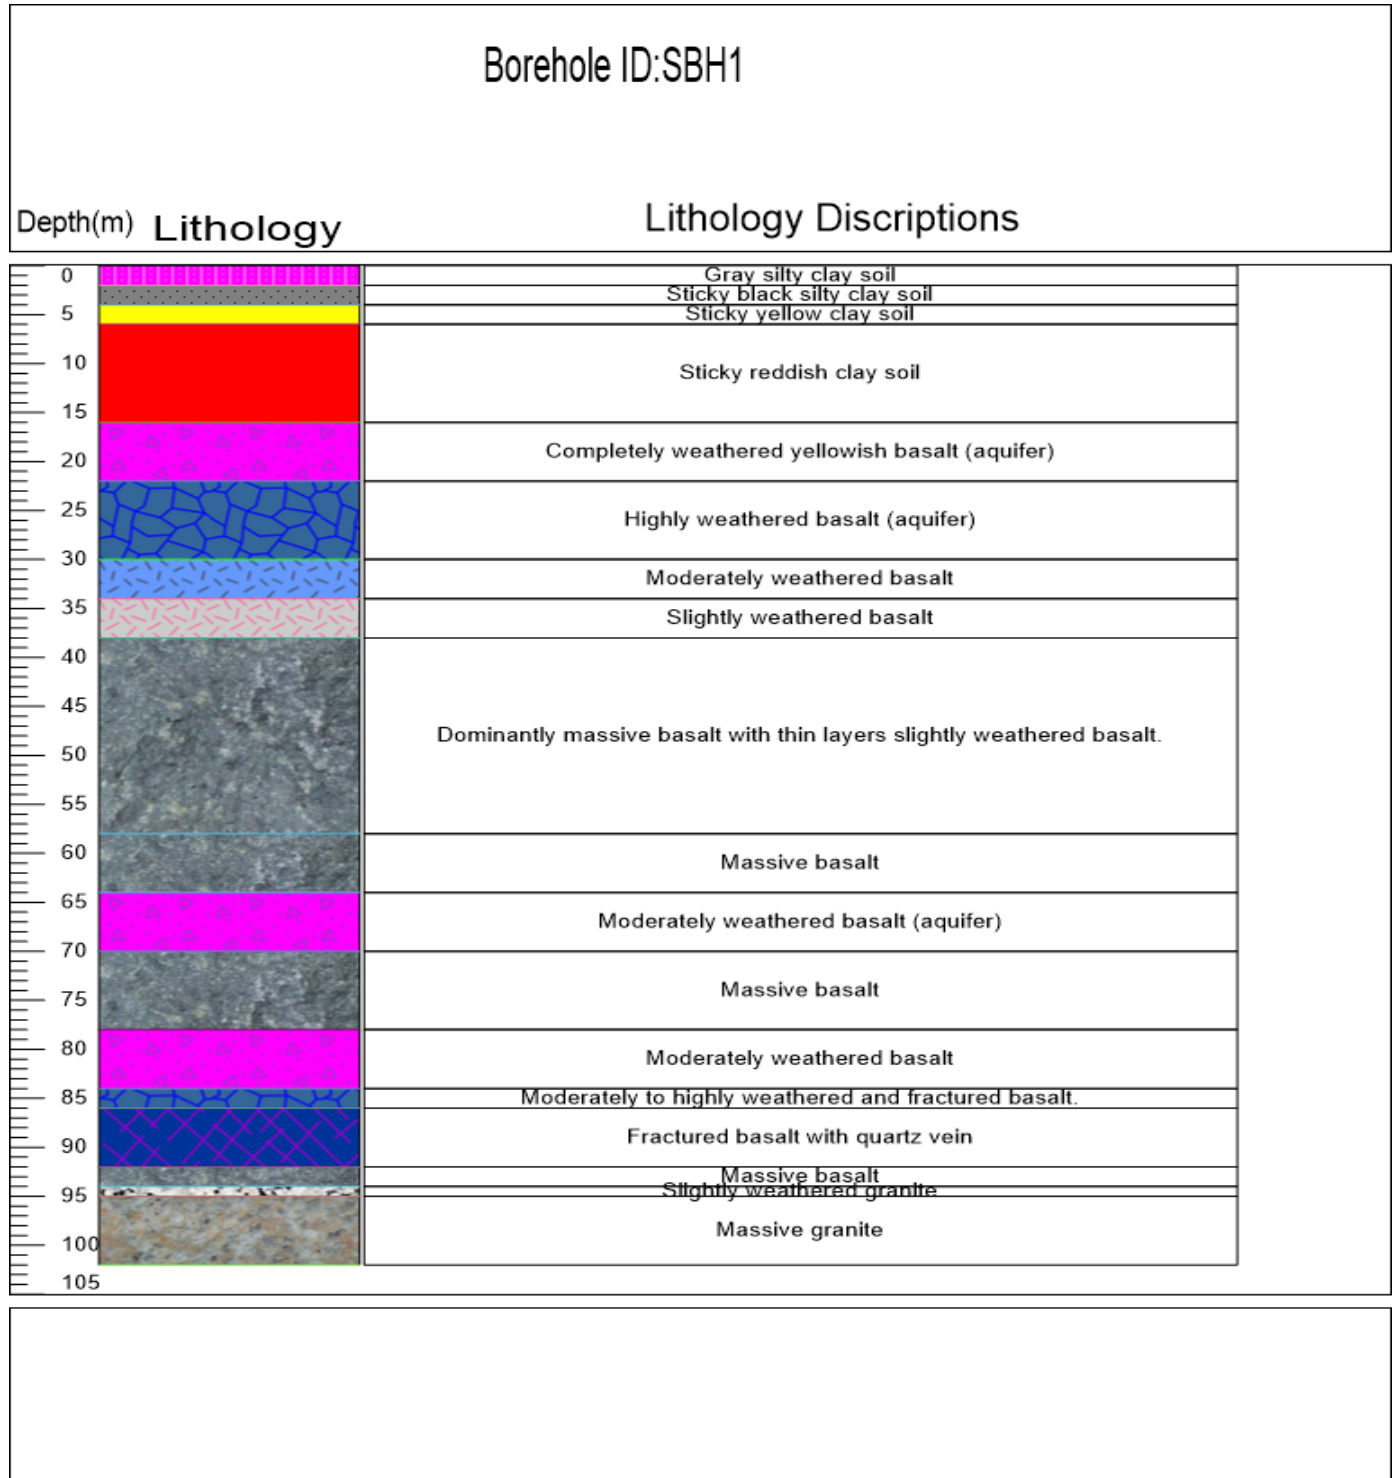 Borehole ID:SBH1
Depth(m) Lithology Lithology Discriptions
0 Gray silty clay soil
Sticky black silty clay soil
5 Sticky yellow clay soil
10 Sticky reddish clay soil
15
20 Completely weathered yellowish basalt (aquifer)
25 Highly weathered basalt (aquifer)
30
Moderately weathered basalt
35 Slightly weathered basalt
40
45
50 Dominantly massive basalt with thin layers slightly weathered basalt.
55
60 Massive basalt
65 Moderately weathered basalt (aquifer)
70
75 Massive basalt
80 Moderately weathered basalt
85 Moderately to highly weathered and fractured basalt.
90 Fractured basalt with quartz vein
Massive basalt
95 Slightly weathered granite
100 Massive granite
105